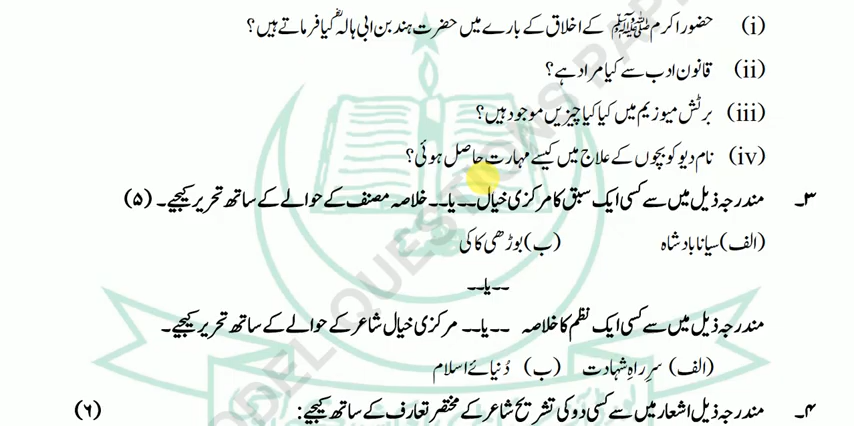 (i) حضور اکرم ﷺ کے اخلاق کے بارے میں حضرت ہند بن ابی ہالہؓ کیا فرماتے ہیں؟
(ii) قانون ادب سے کیا مراد ہے؟
(iii) برٹش میوزیم میں کیا کیا چیزیں موجود ہیں؟
(iv) نام دیو کو بچوں کے علاج میں کیسے مہارت حاصل ہوئی؟
۳۔ مندرجہ ذیل میں سے کسی ایک سبق کا مرکزی خیال ۔۔یا۔۔ خلاصہ مصنف کے حوالے کے ساتھ تحریر کیجیے۔ (۵)
(الف) سیانا بادشاہ (ب) بوڑھی کاکی
۔۔یا۔۔
مندرجہ ذیل میں سے کسی ایک نظم کا خلاصہ ۔۔یا۔۔ مرکزی خیال شاعر کے حوالے کے ساتھ تحریر کیجیے۔
(الف) سرِ راہِ شہادت (ب) دُنیائے اسلام
۴۔ مندرجہ ذیل اشعار میں سے کسی دو کی تشریح شاعر کے مختصر تعارف کے ساتھ کیجیے: (۶)
MODEL QUESTIONS PAPER